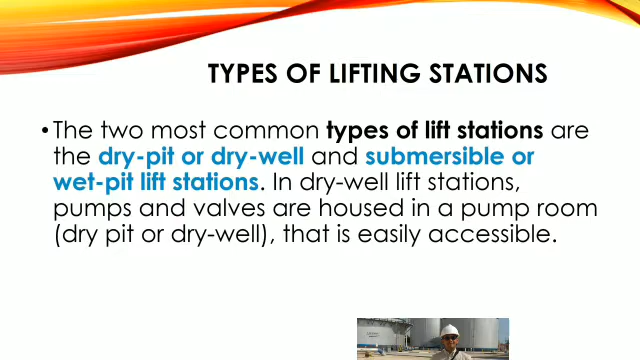 TYPES OF LIFTING STATIONS
• The two most common types of lift stations are
the dry-pit or dry-well and submersible or
wet-pit lift stations. In dry-well lift stations,
pumps and valves are housed in a pump room
(dry pit or dry-well), that is easily accessible.